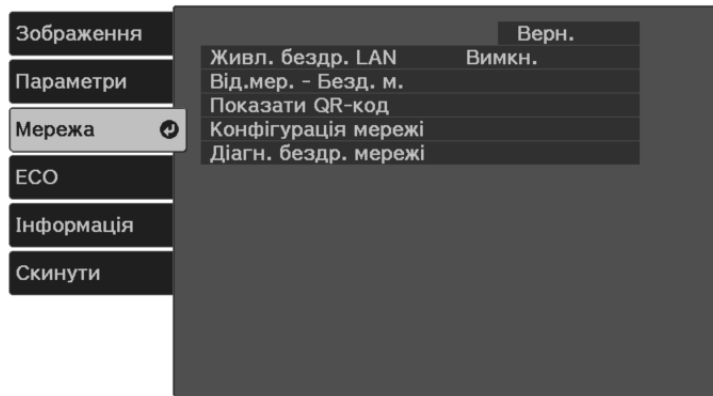 Зображення
Параметри
Мережа
ECO
Інформація
Скинути
Верн.
Живл. бездр. LAN Вимкн.
Від.мер. - Безд. м.
Показати QR-код
Конфігурація мережі
Діагн. бездр. мережі